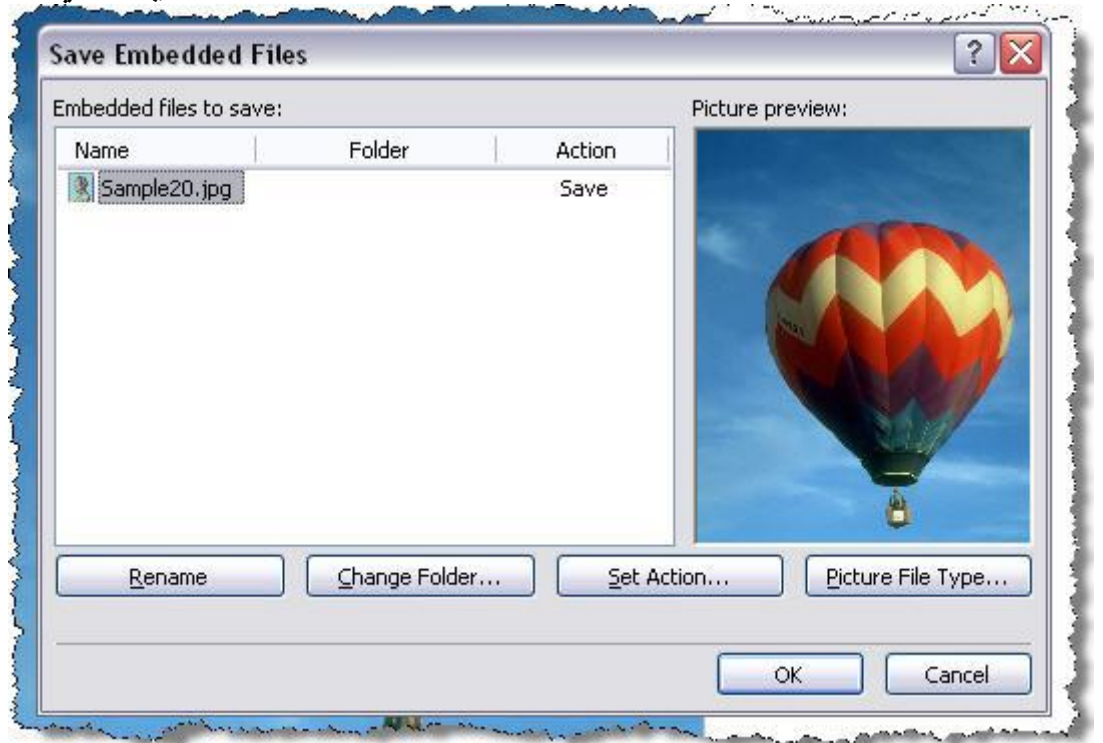 Save Embedded Files
Embedded files to save:
Picture preview:
Name Folder Action
Sample20.jpg Save
Rename Change Folder... Set Action... Picture File Type...
OK Cancel